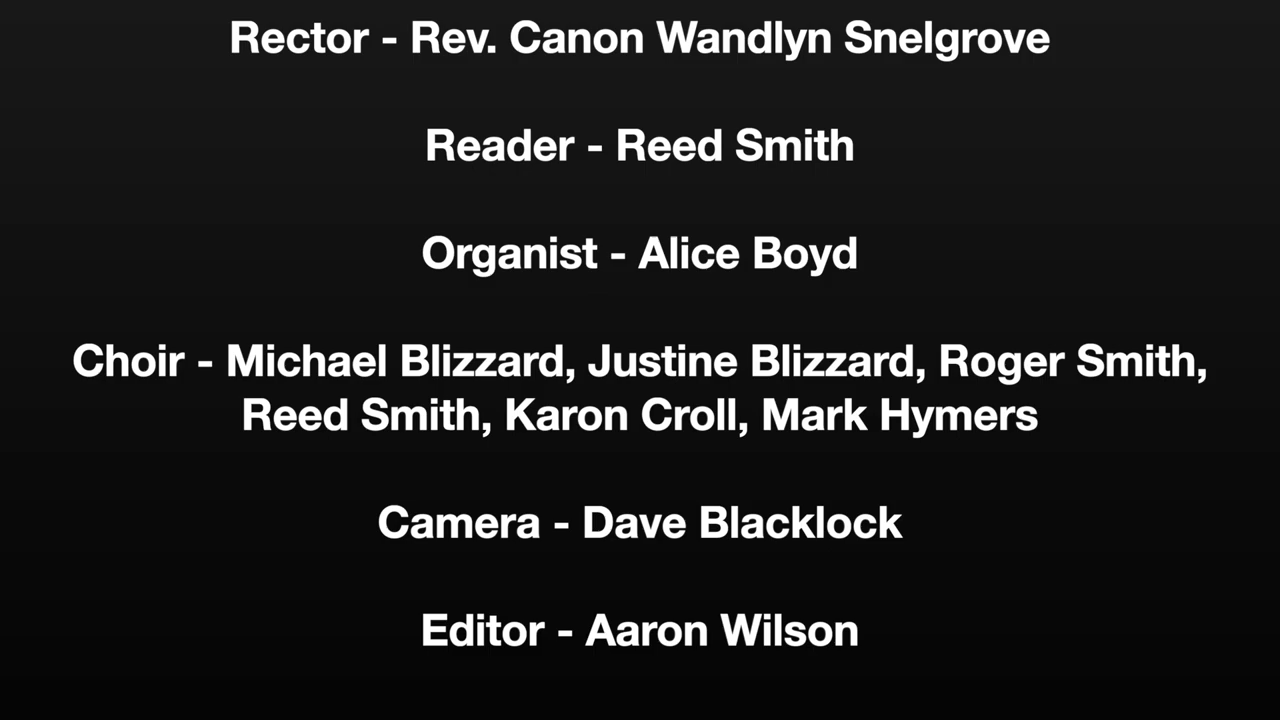 Rector - Rev. Canon Wandlyn Snelgrove
Reader - Reed Smith
Organist - Alice Boyd
Choir - Michael Blizzard, Justine Blizzard, Roger Smith,
Reed Smith, Karon Croll, Mark Hymers
Camera - Dave Blacklock
Editor - Aaron Wilson